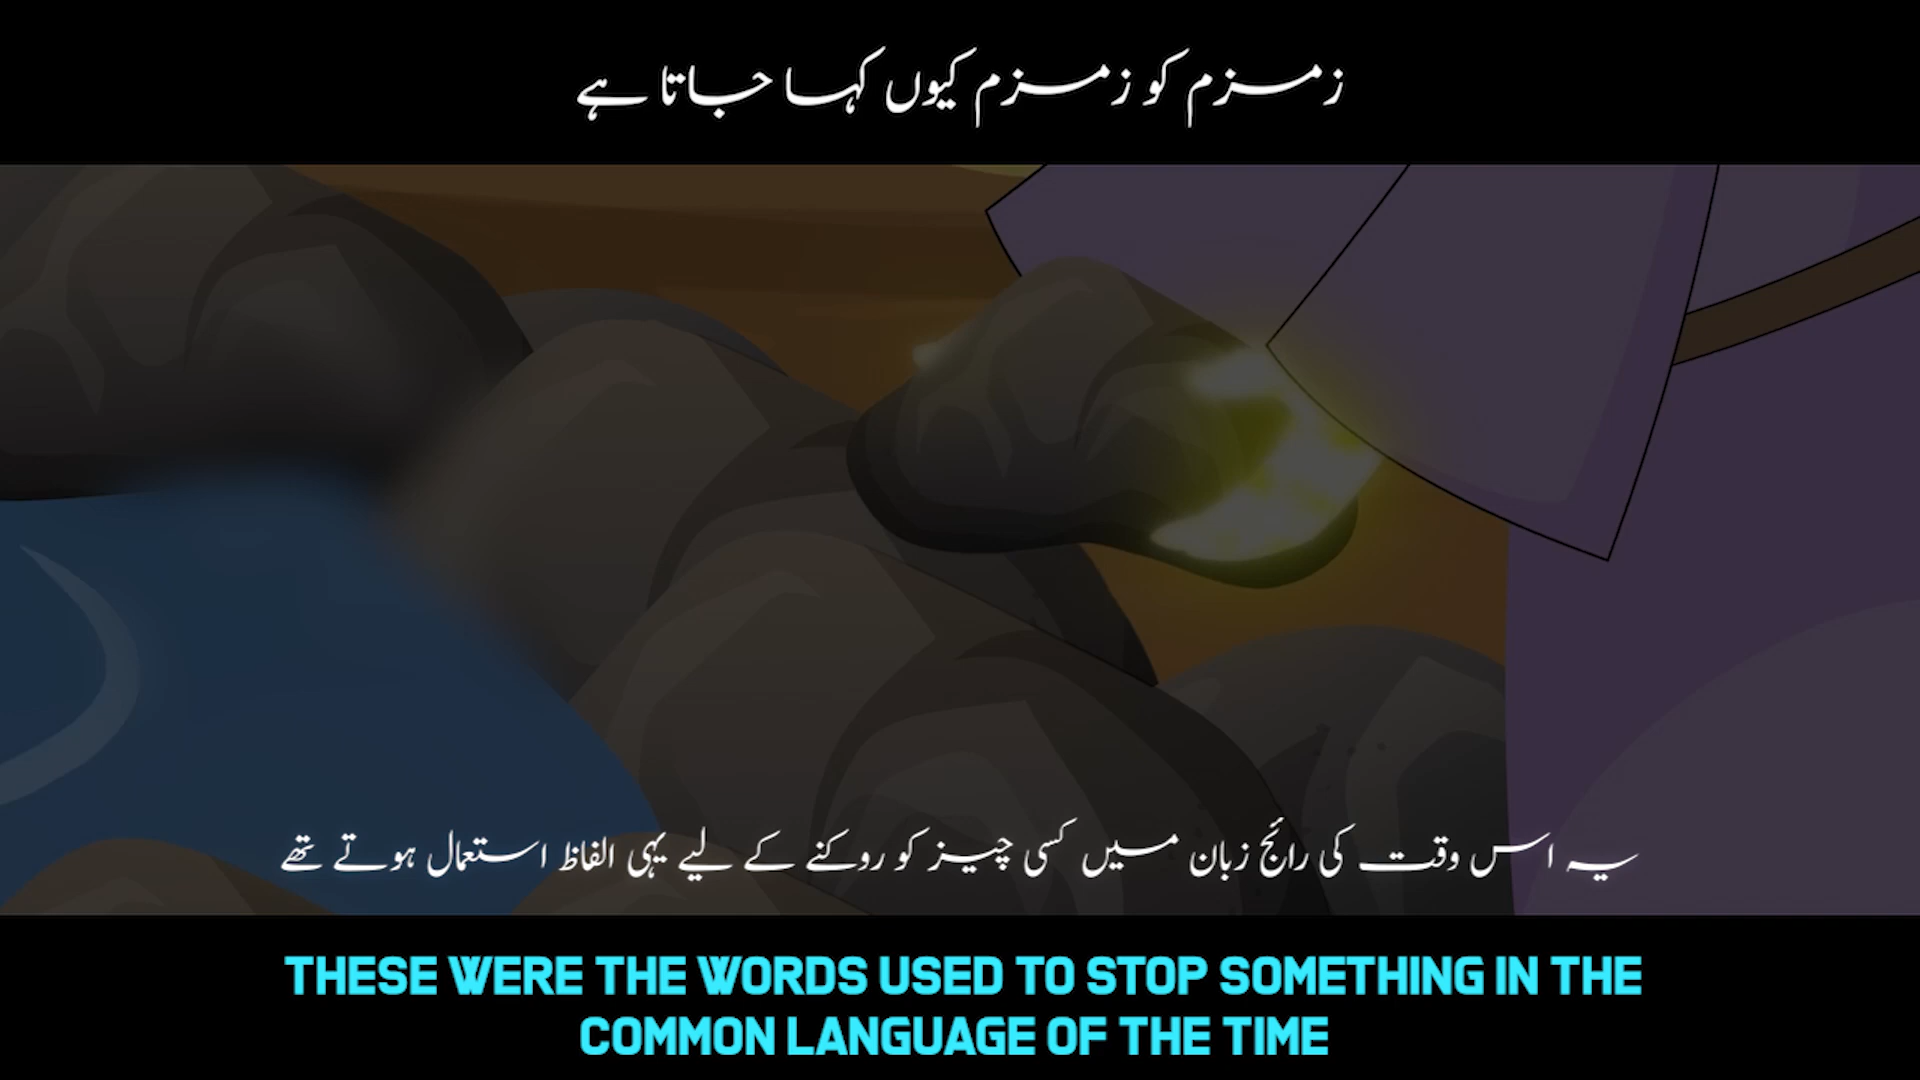 زمزم کو زمزم کیوں کہا جاتا ہے
یہ اس وقت کی رائج زبان میں کسی چیز کو روکنے کے لیے یہی الفاظ استعمال ہوتے تھے
THESE WERE THE WORDS USED TO STOP SOMETHING IN THE
COMMON LANGUAGE OF THE TIME